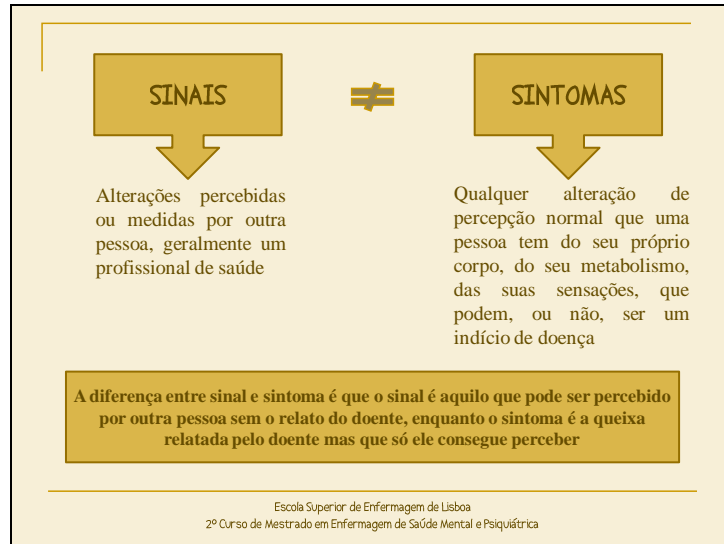 SINAIS
≠
SINTOMAS
Alterações percebidas
ou medidas por outra
pessoa, geralmente um
profissional de saúde
Qualquer alteração de
percepção normal que uma
pessoa tem do seu próprio
corpo, do seu metabolismo,
das suas sensações, que
podem, ou não, ser um
indício de doença
A diferença entre sinal e sintoma é que o sinal é aquilo que pode ser percebido
por outra pessoa sem o relato do doente, enquanto o sintoma é a queixa
relatada pelo doente mas que só ele consegue perceber
Escola Superior de Enfermagem de Lisboa
2º Curso de Mestrado em Enfermagem de Saúde Mental e Psiquiátrica